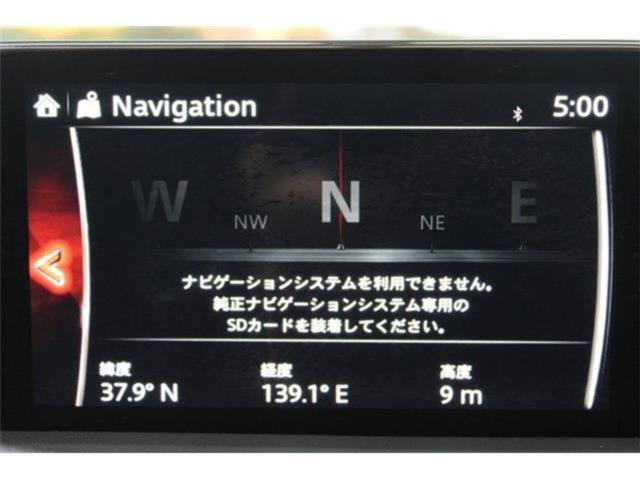 Navigation
5:00
W NW N NE E
ナビゲーションシステムを利用できません。
純正ナビゲーションシステム専用の
SDカードを装着してください。
緯度 経度 高度
37.9° N 139.1° E 9 m